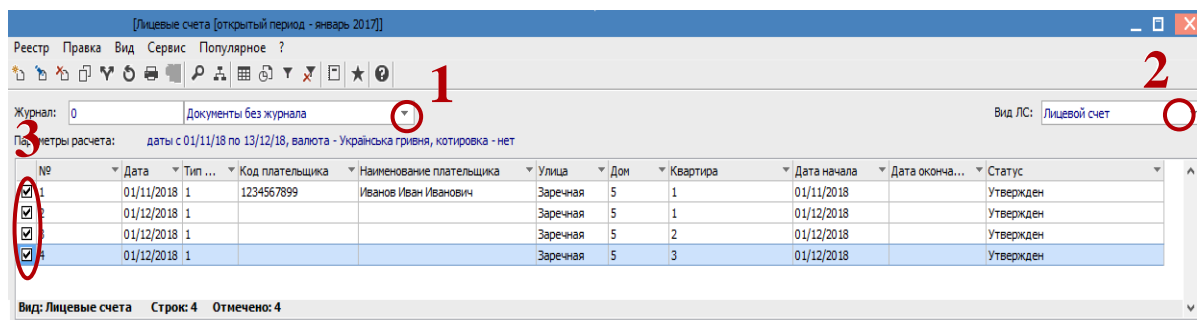 [Лицевые счета [открытый период - январь 2017]]
Реестр Правка Вид Сервис Популярное ?
1
2
Журнал: 0 Документы без журнала Вид ЛС: Лицевой счет
3
Параметры расчета: даты с 01/11/18 по 13/12/18, валюта - Українська гривня, котировка - нет
№ Дата Тип ... Код плательщика Наименование плательщика Улица Дом Квартира Дата начала Дата оконча... Статус
1 01/11/2018 1 1234567899 Иванов Иван Иванович Заречная 5 1 01/11/2018 Утвержден
2 01/12/2018 1 Заречная 5 1 01/12/2018 Утвержден
3 01/12/2018 1 Заречная 5 2 01/12/2018 Утвержден
4 01/12/2018 1 Заречная 5 3 01/12/2018 Утвержден
Вид: Лицевые счета Строк: 4 Отмечено: 4